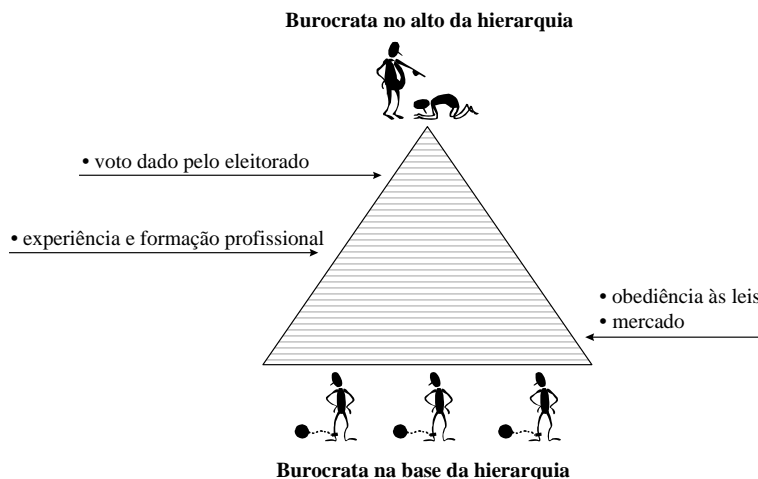 Burocrata no alto da hierarquia
• voto dado pelo eleitorado
• experiência e formação profissional
• obediência às leis
• mercado
Burocrata na base da hierarquia